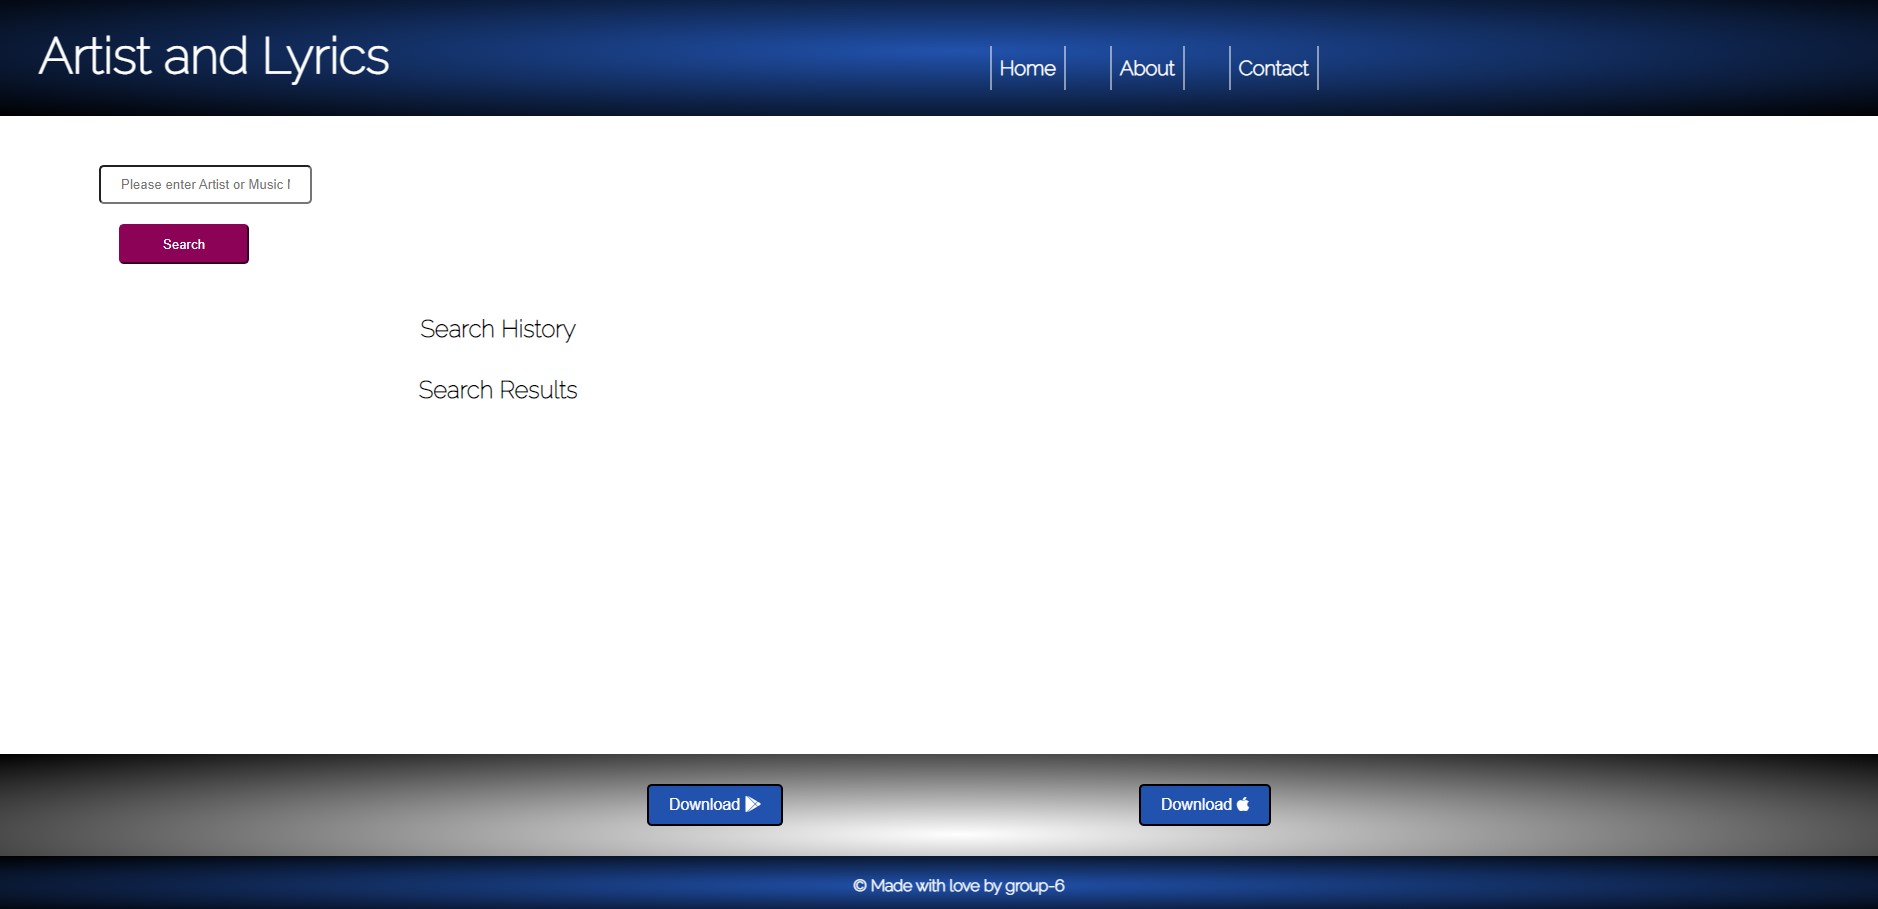 Artist and Lyrics
Home
About
Contact
Please enter Artist or Music
Search
Search History
Search Results
Download
Download
© Made with love by group-6